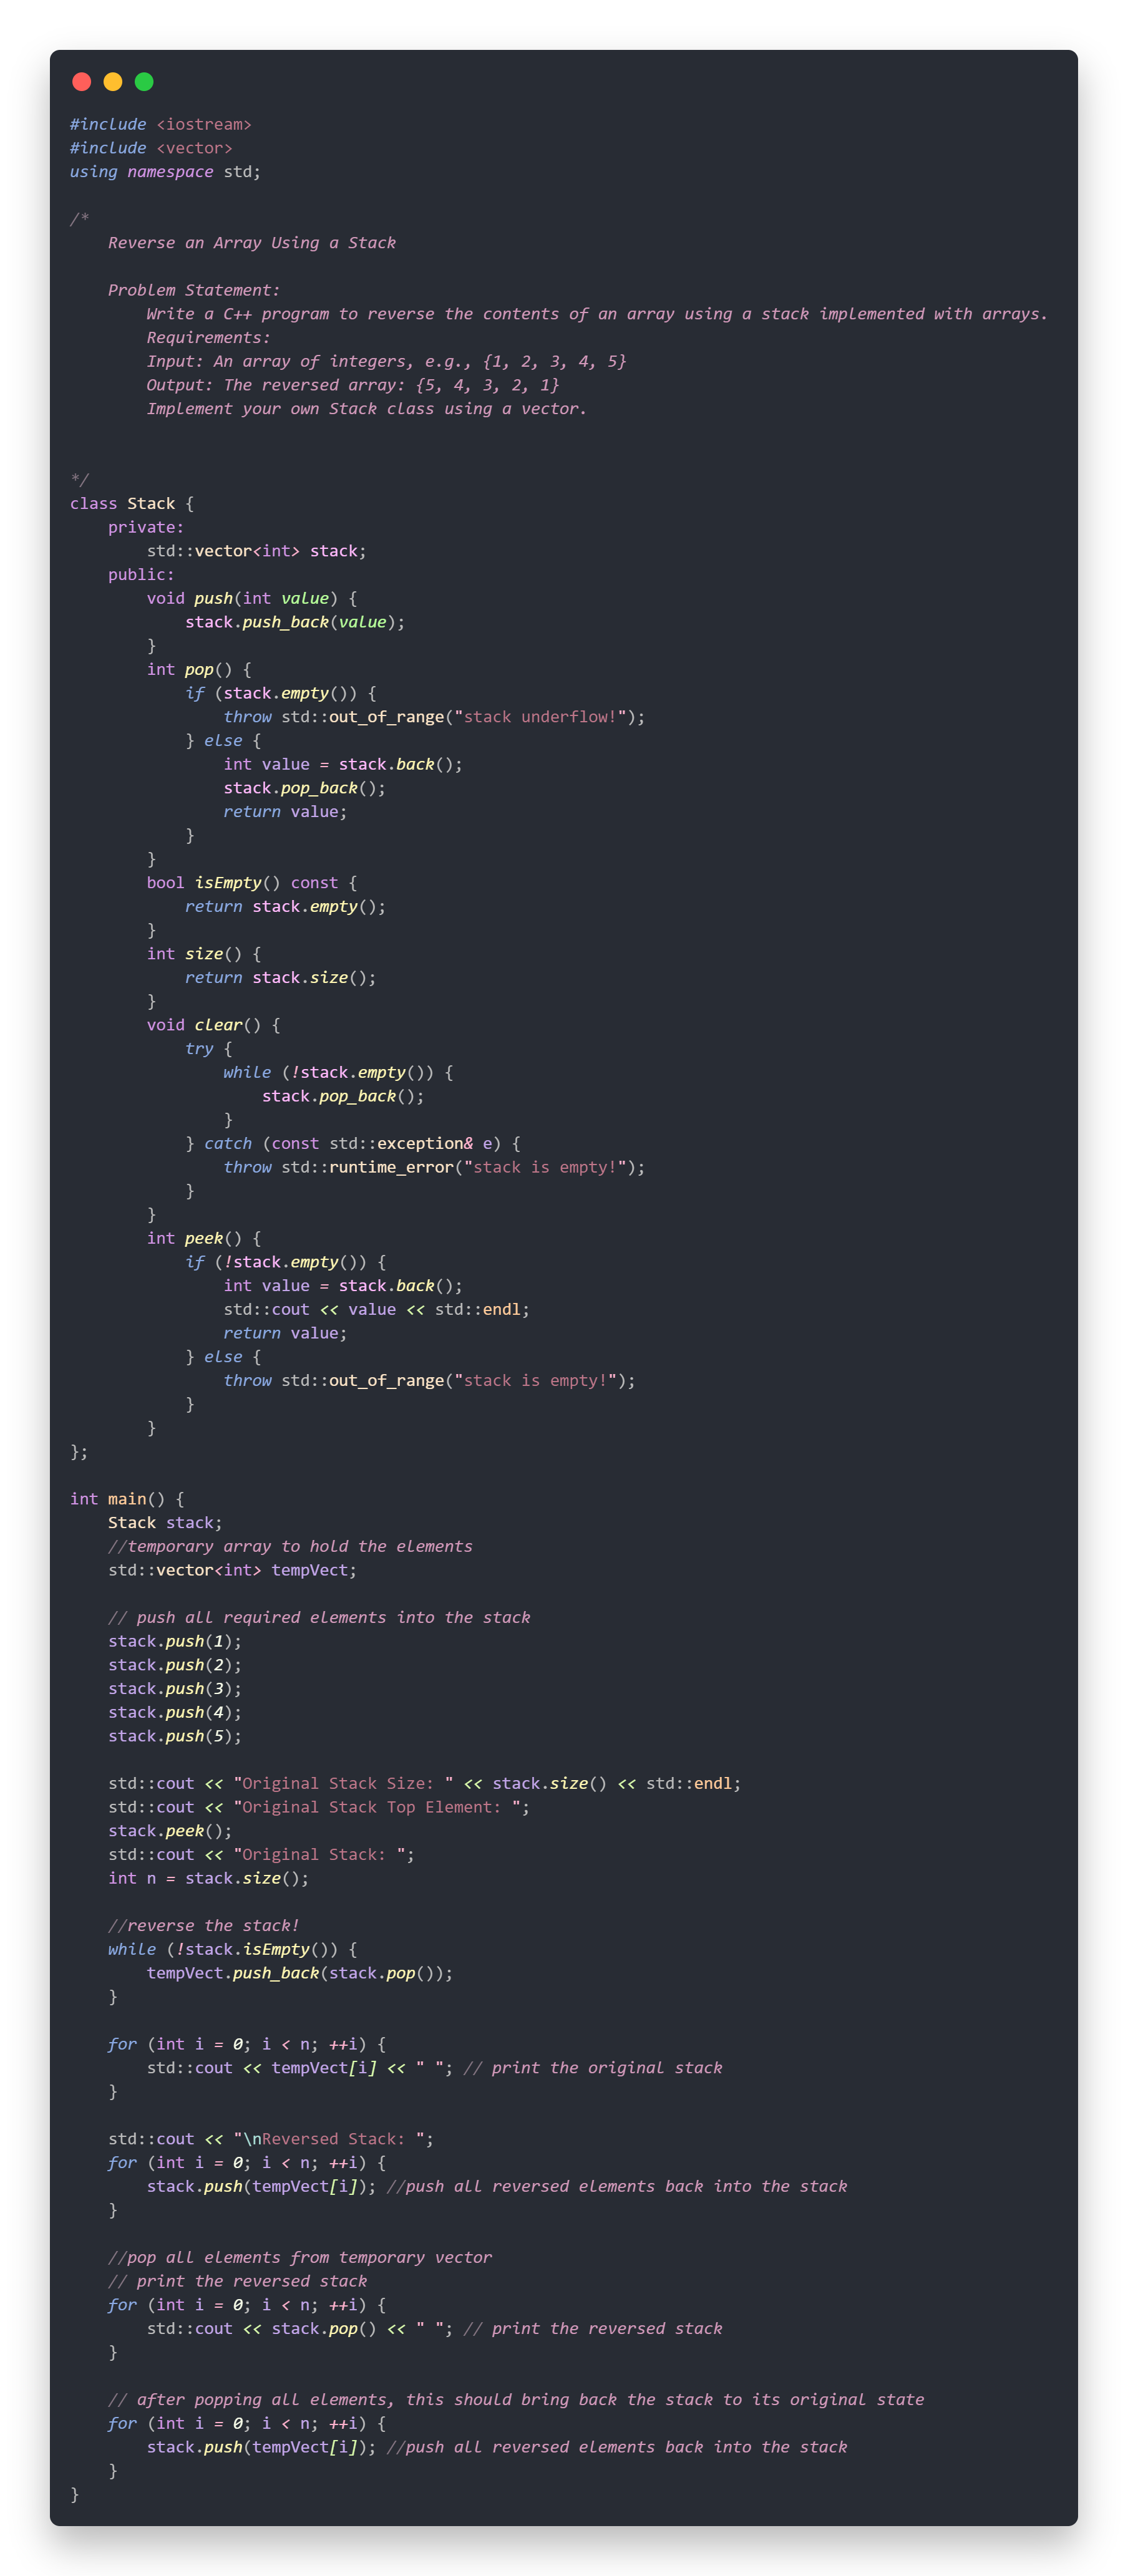 #include <iostream>
#include <vector>
using namespace std;

/*
    Reverse an Array Using a Stack

    Problem Statement:
        Write a C++ program to reverse the contents of an array using a stack implemented with arrays.
        Requirements:
        Input: An array of integers, e.g., {1, 2, 3, 4, 5}
        Output: The reversed array: {5, 4, 3, 2, 1}
        Implement your own Stack class using a vector.


*/
class Stack {
    private:
        std::vector<int> stack;
    public:
        void push(int value) {
            stack.push_back(value);
        }
        int pop() {
            if (stack.empty()) {
                throw std::out_of_range("stack underflow!");
            } else {
                int value = stack.back();
                stack.pop_back();
                return value;
            }
        }
        bool isEmpty() const {
            return stack.empty();
        }
        int size() {
            return stack.size();
        }
        void clear() {
            try {
                while (!stack.empty()) {
                    stack.pop_back();
                }
            } catch (const std::exception& e) {
                throw std::runtime_error("stack is empty!");
            }
        }
        int peek() {
            if (!stack.empty()) {
                int value = stack.back();
                std::cout << value << std::endl;
                return value;
            } else {
                throw std::out_of_range("stack is empty!");
            }
        }
};

int main() {
    Stack stack;
    //temporary array to hold the elements
    std::vector<int> tempVect;

    // push all required elements into the stack
    stack.push(1);
    stack.push(2);
    stack.push(3);
    stack.push(4);
    stack.push(5);

    std::cout << "Original Stack Size: " << stack.size() << std::endl;
    std::cout << "Original Stack Top Element: ";
    stack.peek();
    std::cout << "Original Stack: ";
    int n = stack.size();

    //reverse the stack!
    while (!stack.isEmpty()) {
        tempVect.push_back(stack.pop());
    }

    for (int i = 0; i < n; ++i) {
        std::cout << tempVect[i] << " "; // print the original stack
    }

    std::cout << "\nReversed Stack: ";
    for (int i = 0; i < n; ++i) {
        stack.push(tempVect[i]); //push all reversed elements back into the stack
    }

    //pop all elements from temporary vector
    // print the reversed stack
    for (int i = 0; i < n; ++i) {
        std::cout << stack.pop() << " "; // print the reversed stack
    }

    // after popping all elements, this should bring back the stack to its original state
    for (int i = 0; i < n; ++i) {
        stack.push(tempVect[i]); //push all reversed elements back into the stack
    }
}